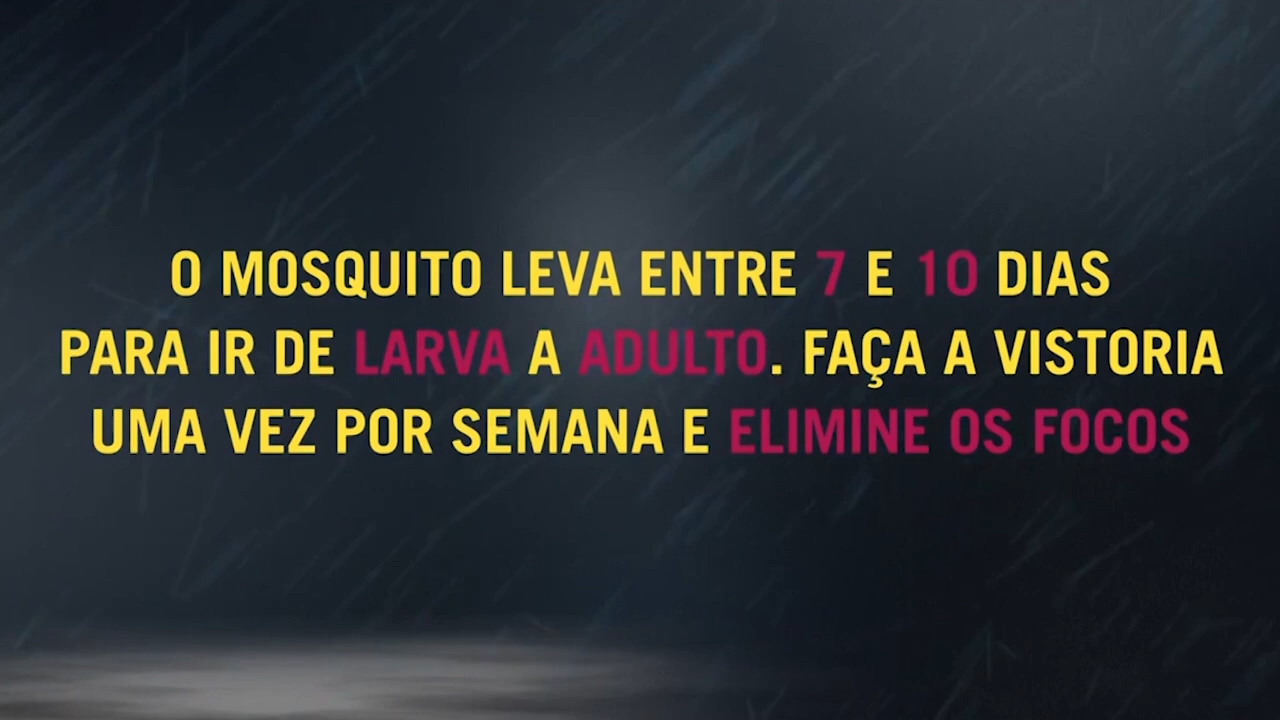 O MOSQUITO LEVA ENTRE 7 E 10 DIAS
PARA IR DE LARVA A ADULTO. FAÇA A VISTORIA
UMA VEZ POR SEMANA E ELIMINE OS FOCOS